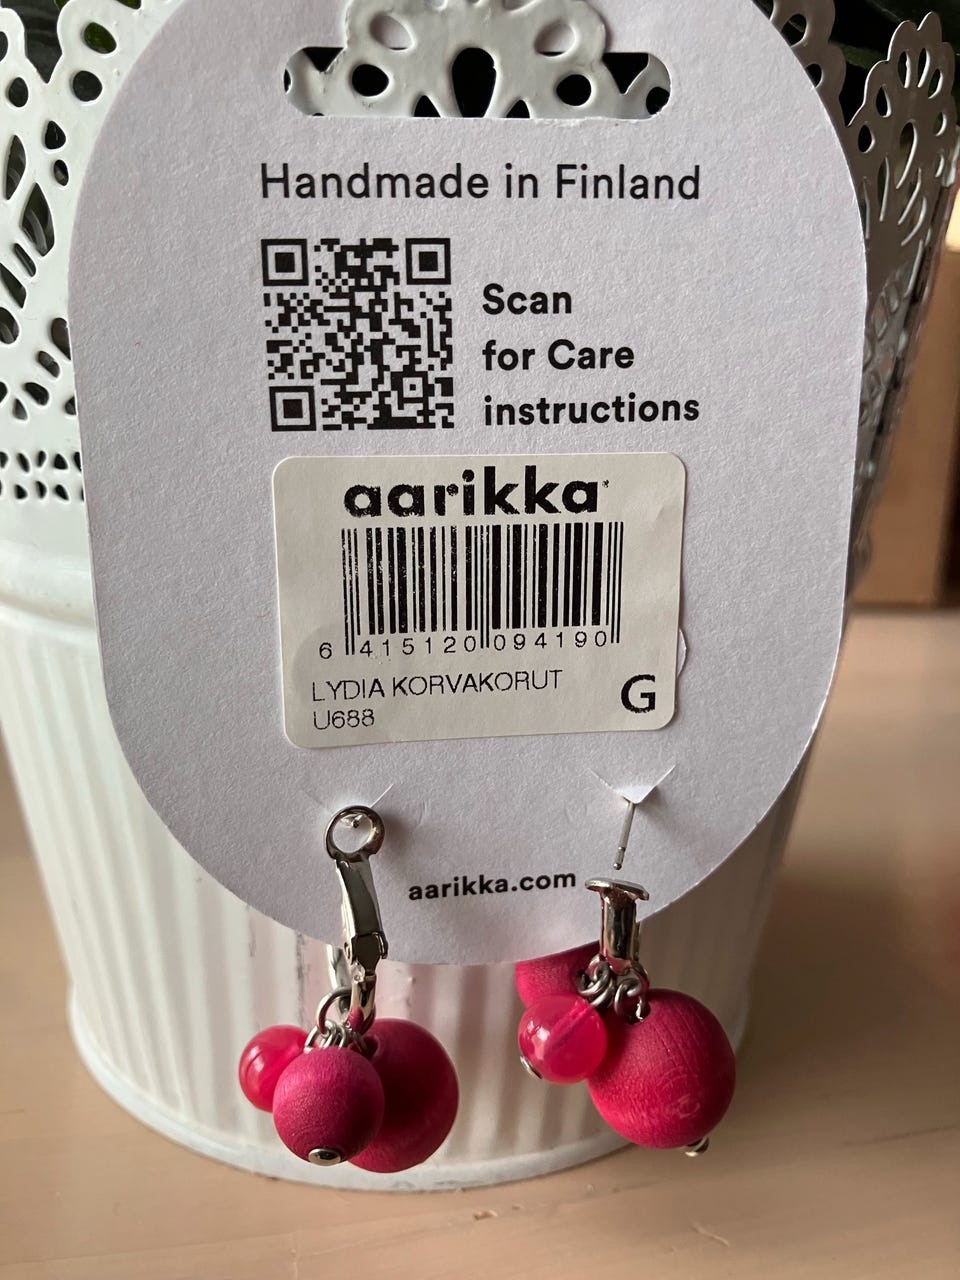 Handmade in Finland
Scan
for Care
instructions
aarikka
6 415120 094190
LYDIA KORVAKORUT
U688
G
aarikka.com